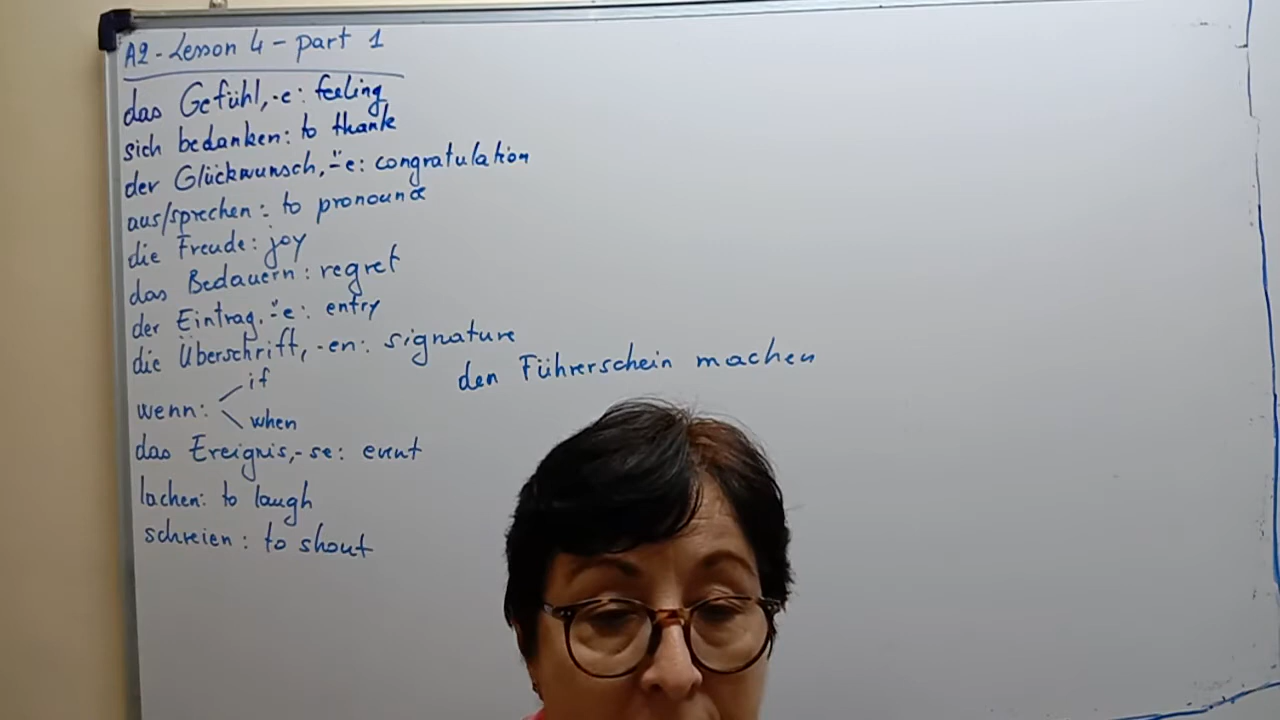 A2 - Lesson 4 - part 1
das Gefühl, -e: feeling
sich bedanken: to thank
der Glückwunsch, -̈e: congratulation
aus/sprechen: to pronounce
die Freude: joy
das Bedauern: regret
der Eintrag, -̈e: entry
die Überschrift, -en: signature
den Führerschein machen
wenn: if
when
das Ereignis, -se: event
lachen: to laugh
schreien: to shout